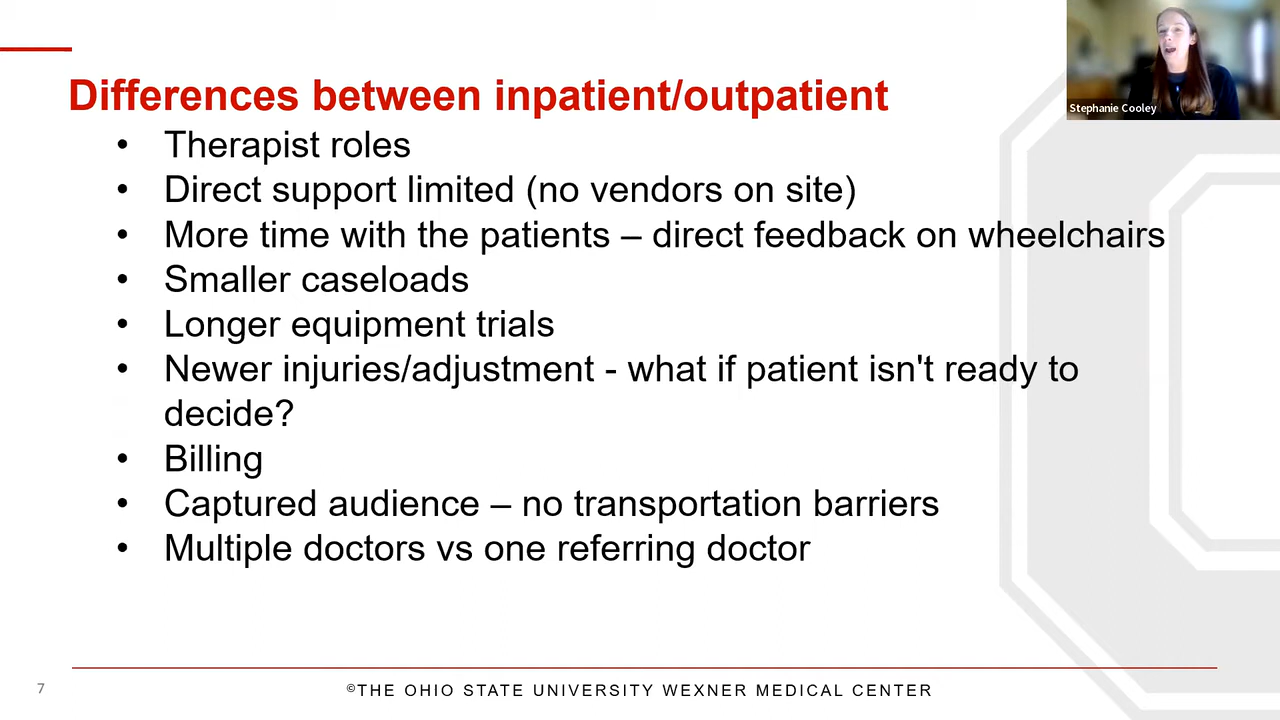 Stephanie Cooley
Differences between inpatient/outpatient
• Therapist roles
• Direct support limited (no vendors on site)
• More time with the patients – direct feedback on wheelchairs
• Smaller caseloads
• Longer equipment trials
• Newer injuries/adjustment - what if patient isn't ready to
decide?
• Billing
• Captured audience – no transportation barriers
• Multiple doctors vs one referring doctor
7
©THE OHIO STATE UNIVERSITY WEXNER MEDICAL CENTER